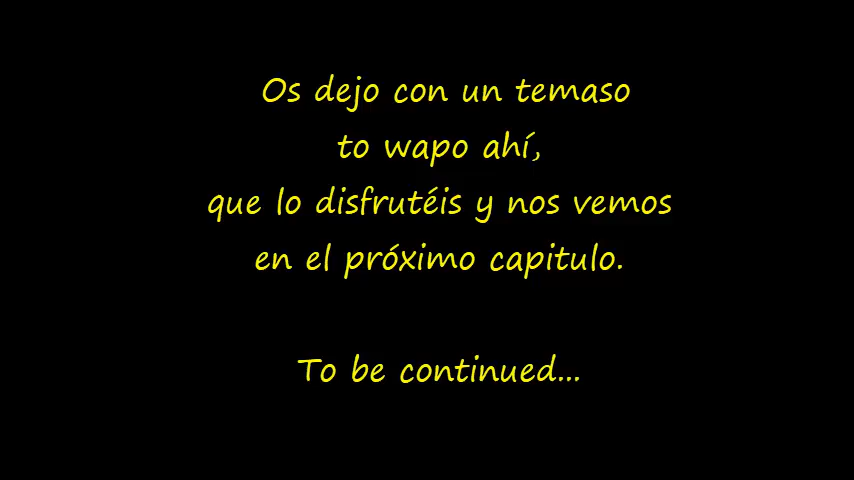 Os dejo con un temaso
to wapo ahí,
que lo disfrutéis y nos vemos
en el próximo capitulo.
To be continued...